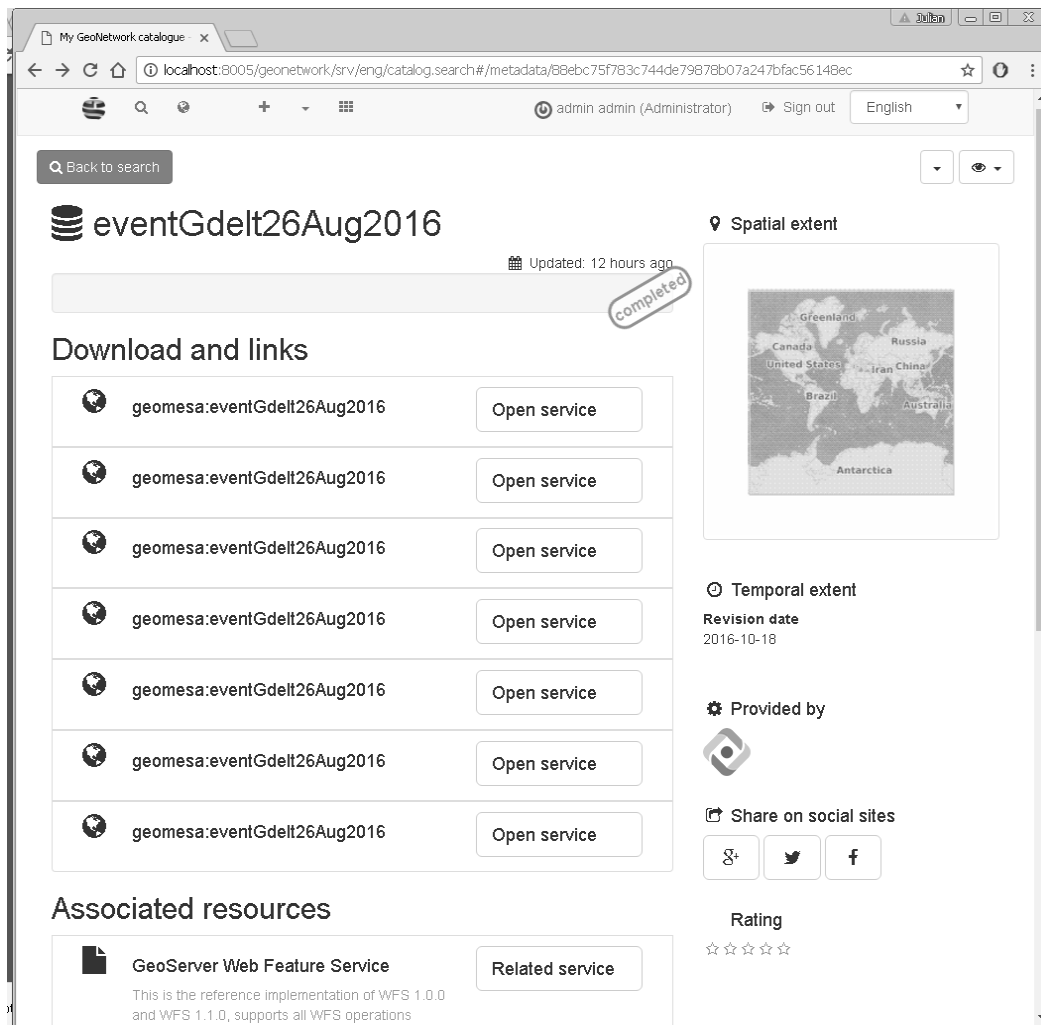 Julian
My GeoNetwork catalogue -
localhost:8005/geonetwork/srv/eng/catalog.search#/metadata/88ebc75f783c744de79878b07a247bfac56148ec
admin admin (Administrator)
Sign out
English
Back to search
eventGdelt26Aug2016
Updated: 12 hours ago
completed
Download and links
geomesa:eventGdelt26Aug2016
Open service
geomesa:eventGdelt26Aug2016
Open service
geomesa:eventGdelt26Aug2016
Open service
geomesa:eventGdelt26Aug2016
Open service
geomesa:eventGdelt26Aug2016
Open service
geomesa:eventGdelt26Aug2016
Open service
geomesa:eventGdelt26Aug2016
Open service
Associated resources
GeoServer Web Feature Service
Related service
This is the reference implementation of WFS 1.0.0
and WFS 1.1.0, supports all WFS operations
Spatial extent
Greenland
Canada
Russia
United States
Iran
China
Brazil
Australia
Antarctica
Temporal extent
Revision date
2016-10-18
Provided by
Share on social sites
Rating